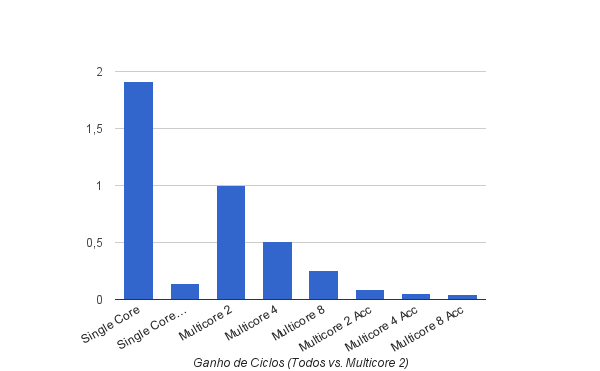 2
1,5
1
0,5
0
Single Core
Single Core...
Multicore 2
Multicore 4
Multicore 8
Multicore 2 Acc
Multicore 4 Acc
Multicore 8 Acc
Ganho de Ciclos (Todos vs. Multicore 2)